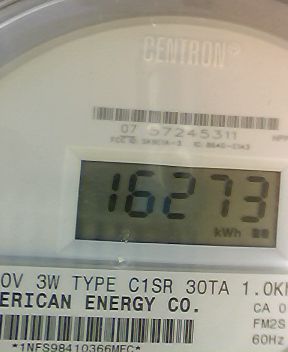 CENTRON®
07 57245311
16273
kWh
0V 3W TYPE C1SR 30TA 1.0K
ERICAN ENERGY CO.
CA 0
FM2S
60Hz
*1NFS98410366MFC*